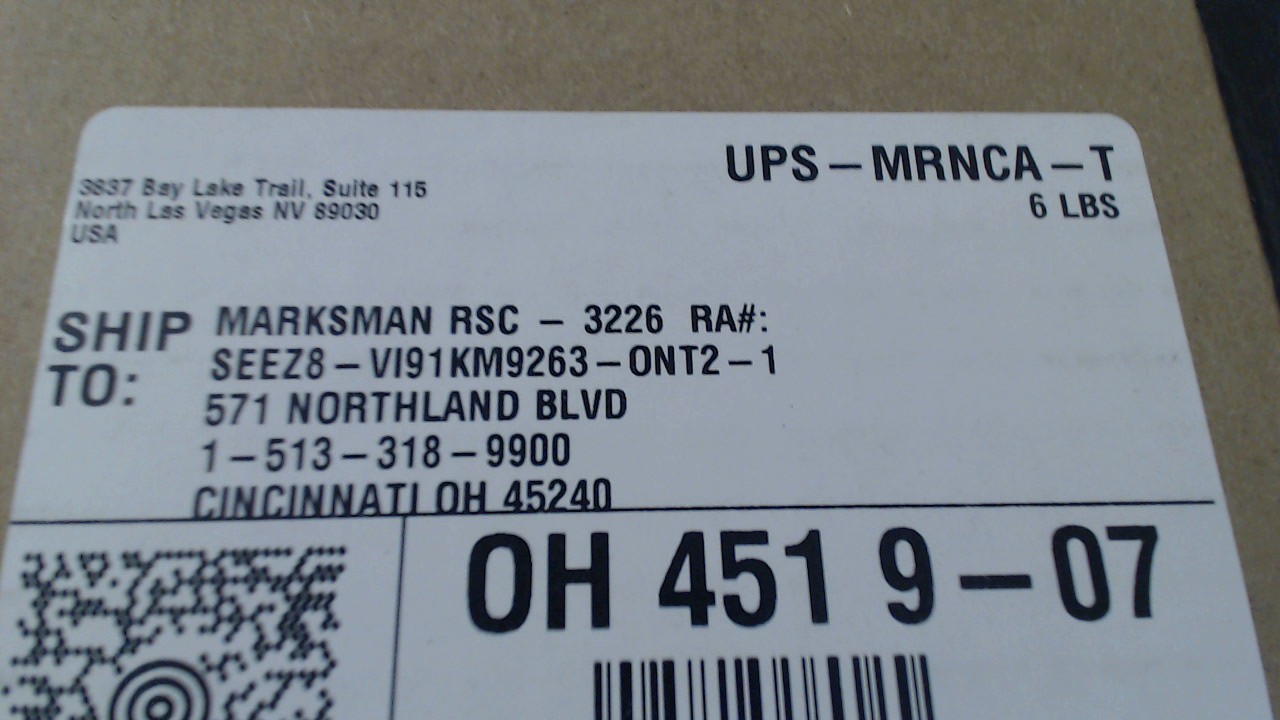 UPS-MRNCA-T
6 LBS
3837 Bay Lake Trail, Suite 115
North Las Vegas NV 89030
USA
SHIP TO:
MARKSMAN RSC - 3226 RA#:
SEEZ8-VI91KM9263-ONT2-1
571 NORTHLAND BLVD
1-513-318-9900
CINCINNATI OH 45240
OH 451 9-07